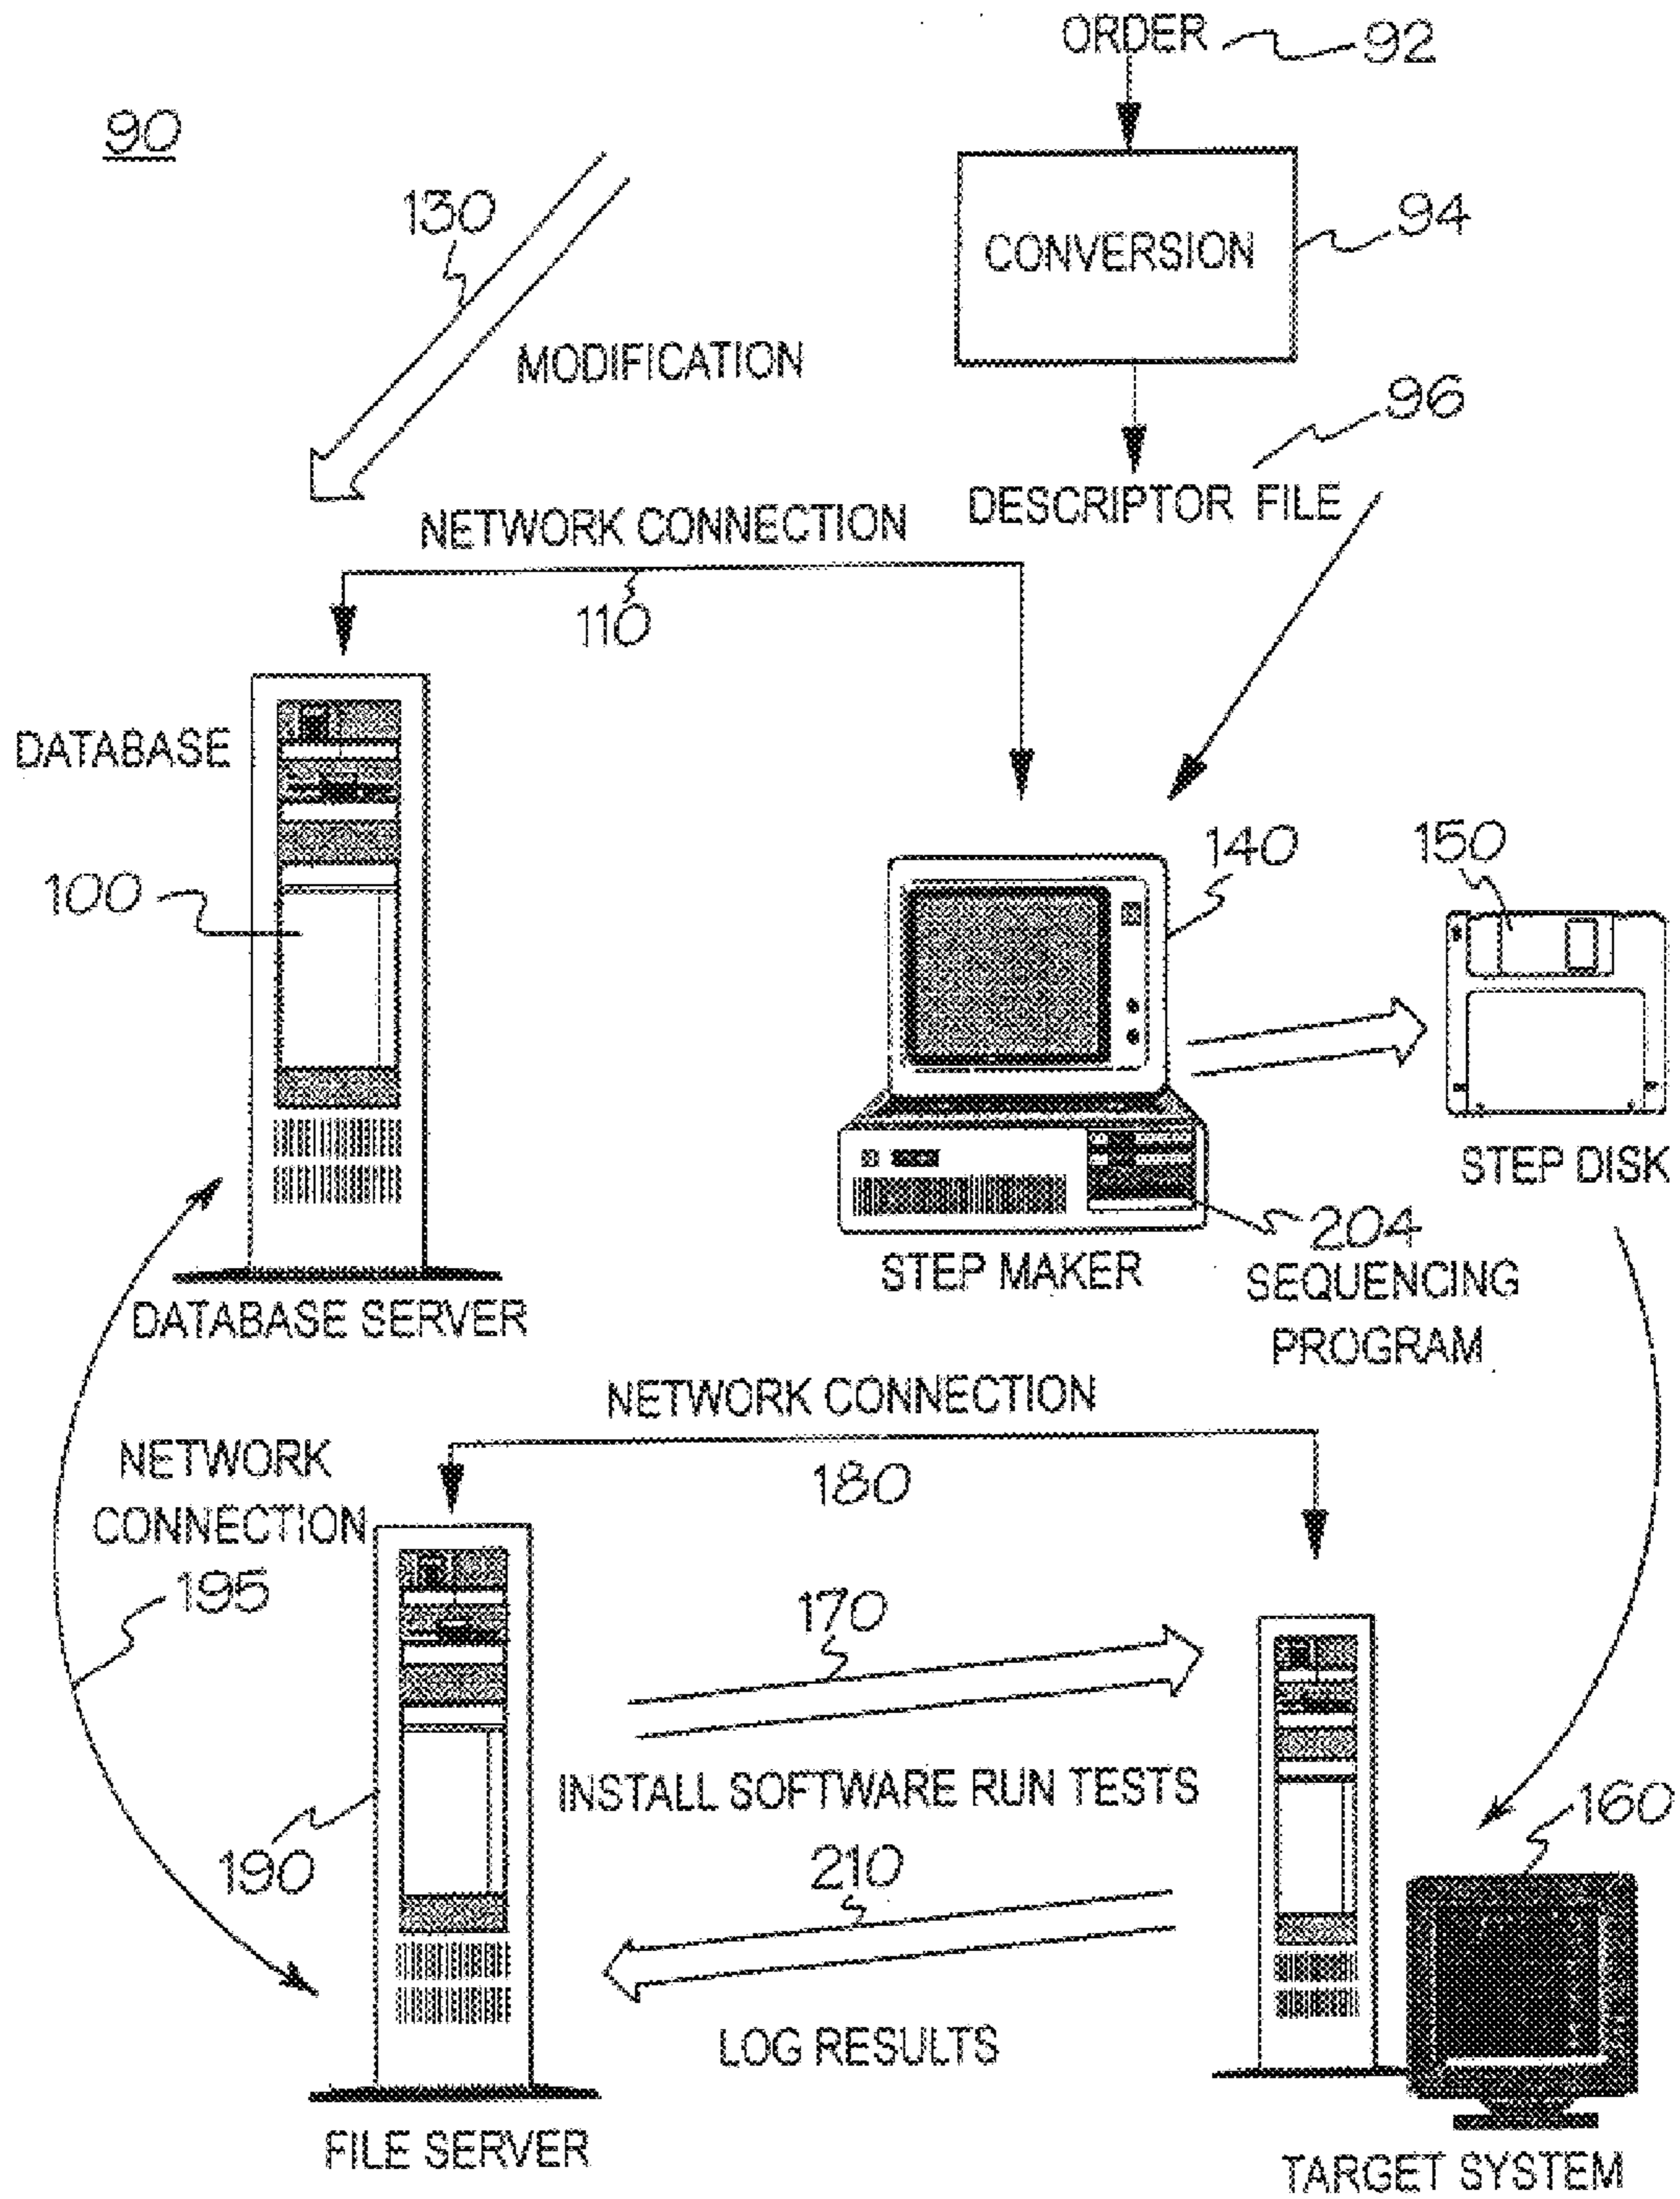 ORDER 92
90
130
CONVERSION
94
MODIFICATION
96
DESCRIPTOR FILE
NETWORK CONNECTION
110
DATABASE
100
140
150
STEP DISK
204
STEP MAKER
SEQUENCING
PROGRAM
DATABASE SERVER
NETWORK CONNECTION
180
NETWORK
CONNECTION
195
170
INSTALL SOFTWARE RUN TESTS
160
190
210
LOG RESULTS
FILE SERVER
TARGET SYSTEM